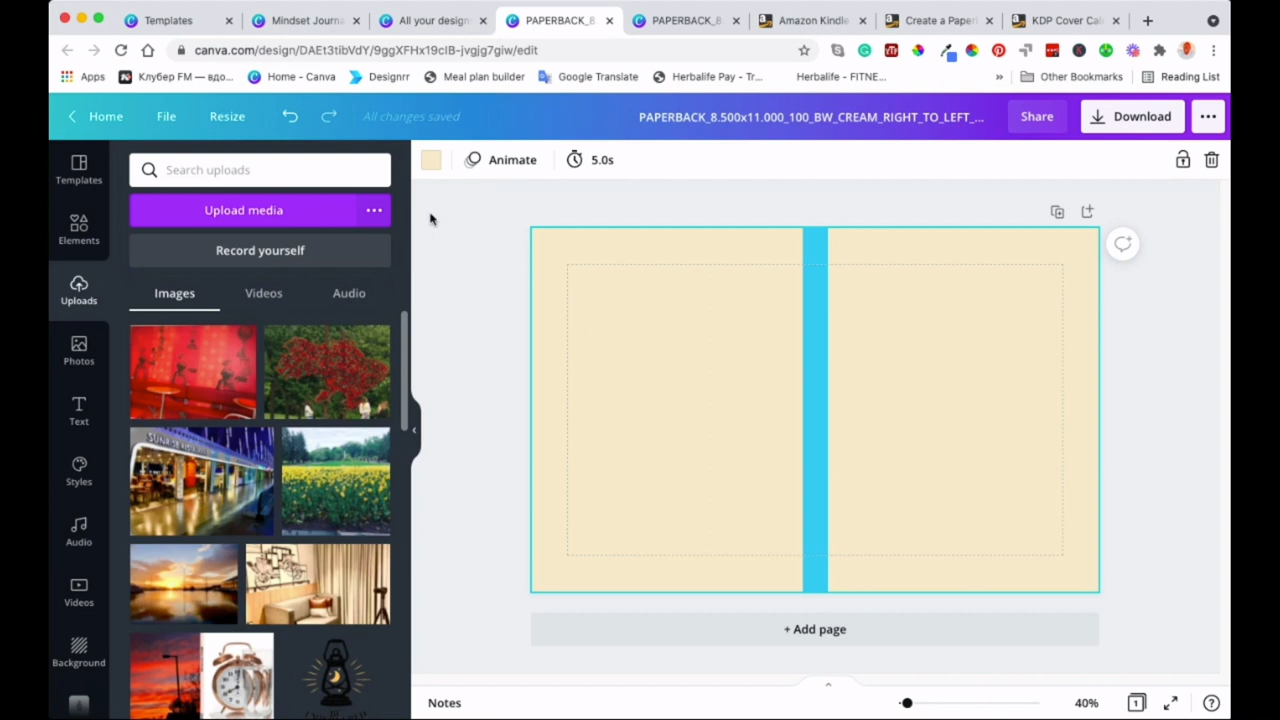 Templates
Mindset Journa
All your design
PAPERBACK_8
PAPERBACK_8.
Amazon Kindle
Create a Paper
KDP Cover Cal
canva.com/design/DAEt3tibVdY/9ggXFHx19cIB-jvgjg7giw/edit
Apps
Клубер FM — вдо...
Home - Canva
Designrr
Meal plan builder
Google Translate
Herbalife Pay - Tr...
Herbalife - FITNE...
»
Other Bookmarks
Reading List
Home
File
Resize
All changes saved
PAPERBACK_8.500x11.000_100_BW_CREAM_RIGHT_TO_LEFT_...
Share
Download
Templates
Search uploads
Animate
5.0s
Elements
Upload media
Record yourself
Uploads
Images
Videos
Audio
Photos
Text
Styles
Audio
Videos
Background
+ Add page
Notes
40%
1